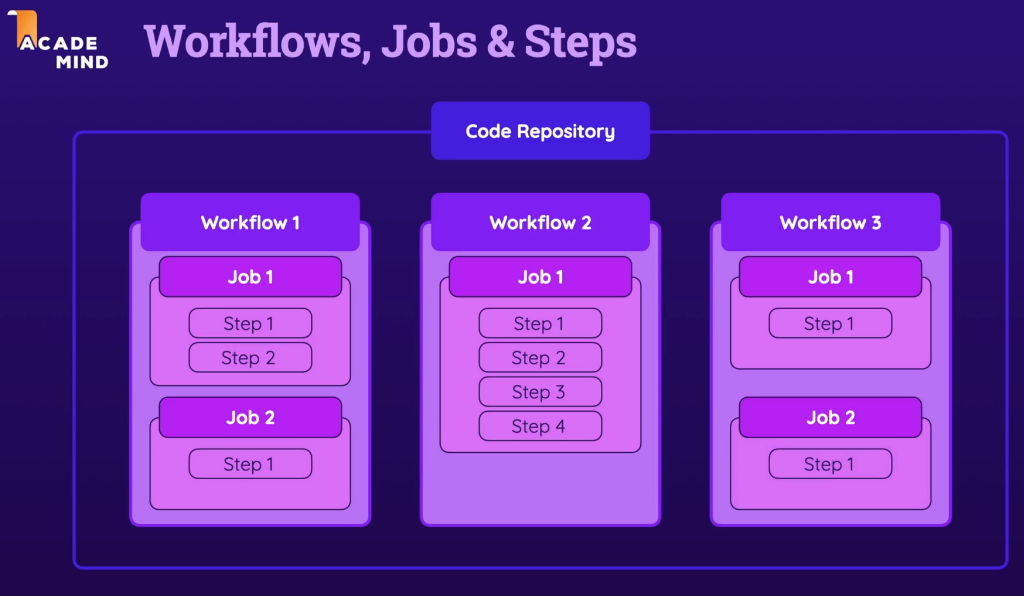 ACADE
MIND
Workflows, Jobs & Steps
Code Repository
Workflow 1
Job 1
Step 1
Step 2
Job 2
Step 1
Workflow 2
Job 1
Step 1
Step 2
Step 3
Step 4
Workflow 3
Job 1
Step 1
Job 2
Step 1